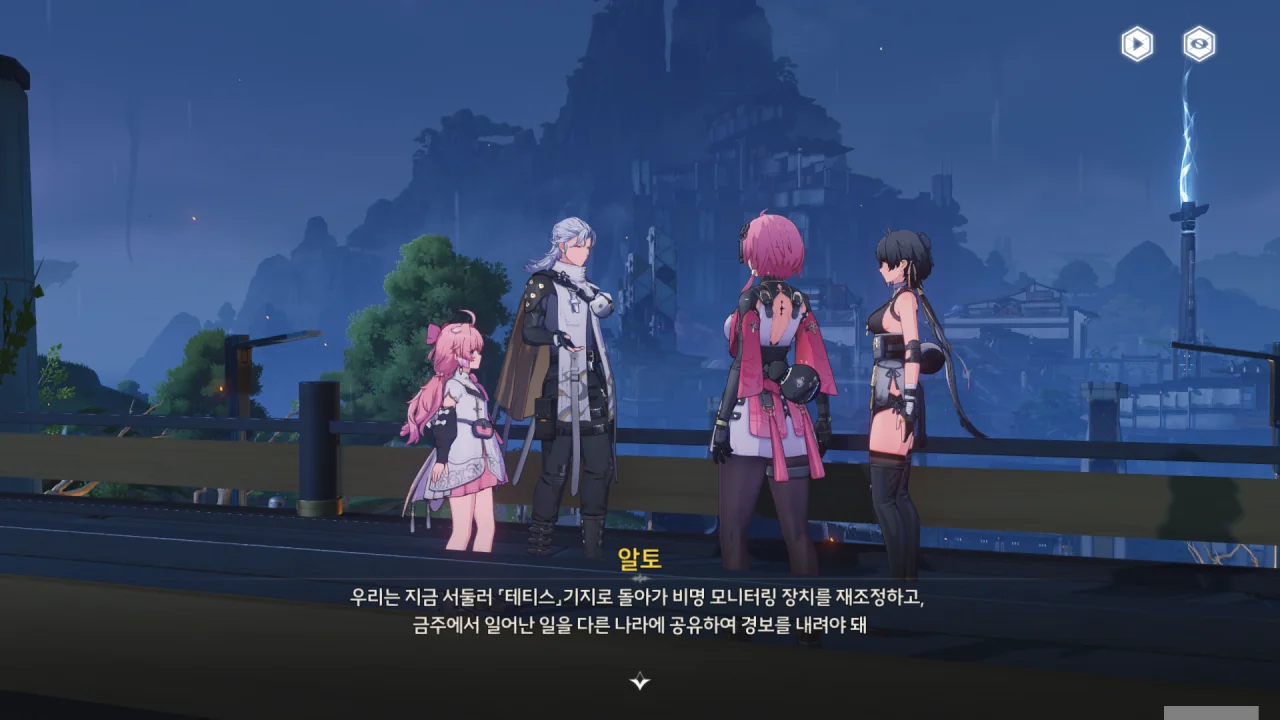 알토
우리는 지금 서둘러 「테티스」기지로 돌아가 비명 모니터링 장치를 재조정하고,
금주에서 일어난 일을 다른 나라에 공유하여 경보를 내려야 돼